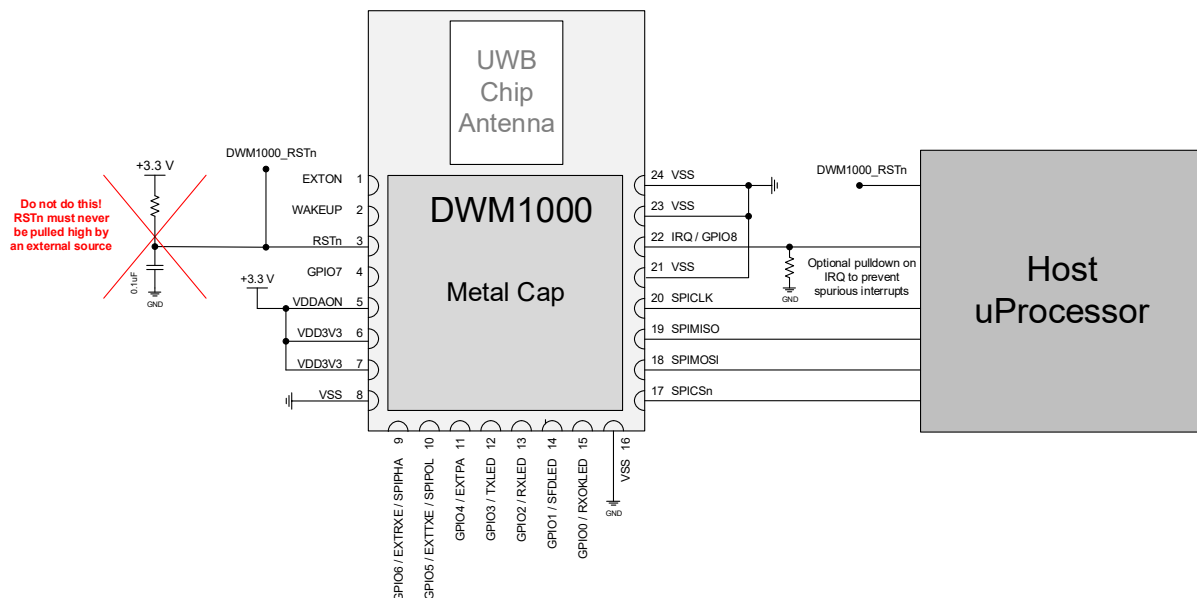 UWB
Chip
Antenna
DWM1000_RSTn
+3.3 V
Do not do this!
RSTn must never
be pulled high by
an external source
0.1uF
GND
+3.3 V
EXTON 1
WAKEUP 2
RSTn 3
GPIO7 4
VDDAON 5
VDD3V3 6
VDD3V3 7
VSS 8
DWM1000
Metal Cap
24 VSS
23 VSS
22 IRQ / GPIO8
21 VSS
20 SPICLK
19 SPIMISO
18 SPIMOSI
17 SPICSn
DWM1000_RSTn
Optional pulldown on
IRQ to prevent
spurious interrupts
GND
Host
uProcessor
GPIO6 / EXTRXE / SPIPHA 9
GPIO5 / EXTTXE / SPIPOL 10
GPIO4 / EXTPA 11
GPIO3 / TXLED 12
GPIO2 / RXLED 13
GPIO1 / SFDLED 14
GPIO0 / RXOKLED 15
VSS 16
GND